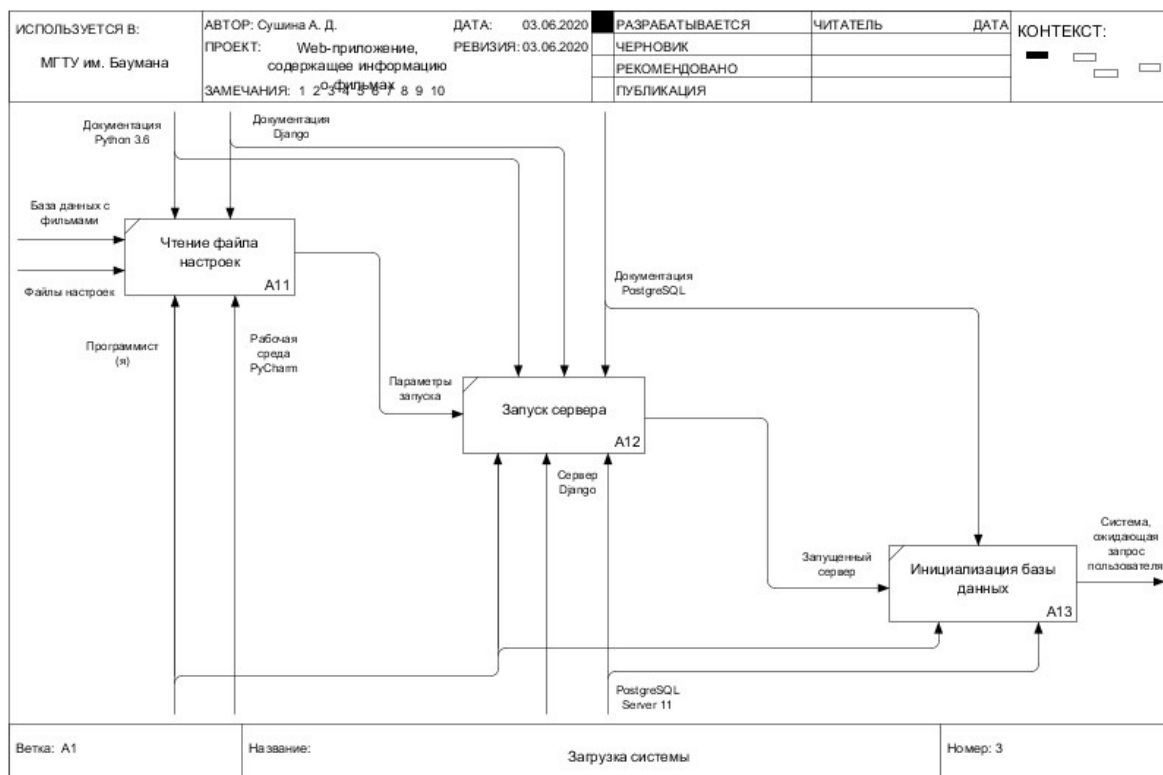 ИСПОЛЬЗУЕТСЯ В:
МГТУ им. Баумана
АВТОР: Сушина А. Д.
ДАТА: 03.06.2020
ПРОЕКТ: Web-приложение,
содержащее информацию
о фильмах
РЕВИЗИЯ: 03.06.2020
ЗАМЕЧАНИЯ: 1 2 3 4 5 6 7 8 9 10
РАЗРАБАТЫВАЕТСЯ
ЧЕРНОВИК
РЕКОМЕНДОВАНО
ПУБЛИКАЦИЯ
ЧИТАТЕЛЬ
ДАТА
КОНТЕКСТ:
Документация
Python 3.6
Документация
Django
База данных с
фильмами
Чтение файла
настроек
A11
Файлы настроек
Документация
PostgreSQL
Программист
(я)
Рабочая
среда
PyCharm
Параметры
запуска
Запуск сервера
A12
Сервер
Django
Запущенный
сервер
Инициализация базы
данных
A13
Система,
ожидающая
запрос
пользователя
PostgreSQL
Server 11
Ветка: A1
Название:
Загрузка системы
Номер: 3